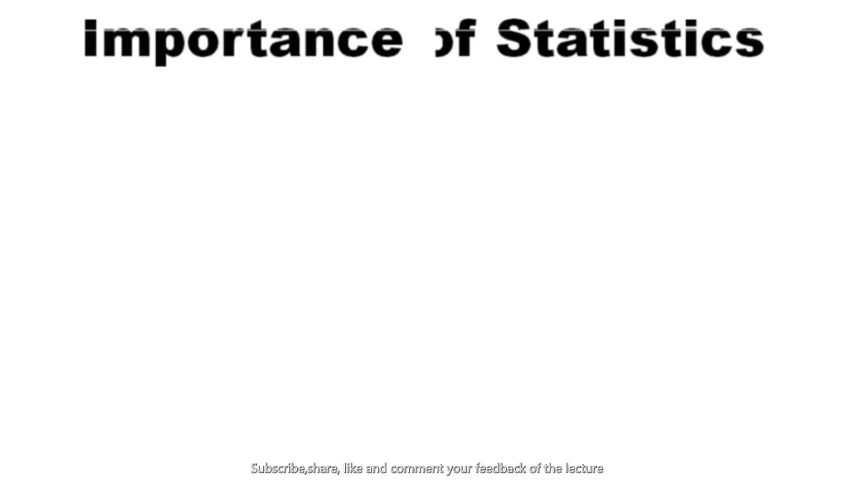 Importance of Statistics
Subscribe,share, like and comment your feedback of the lecture